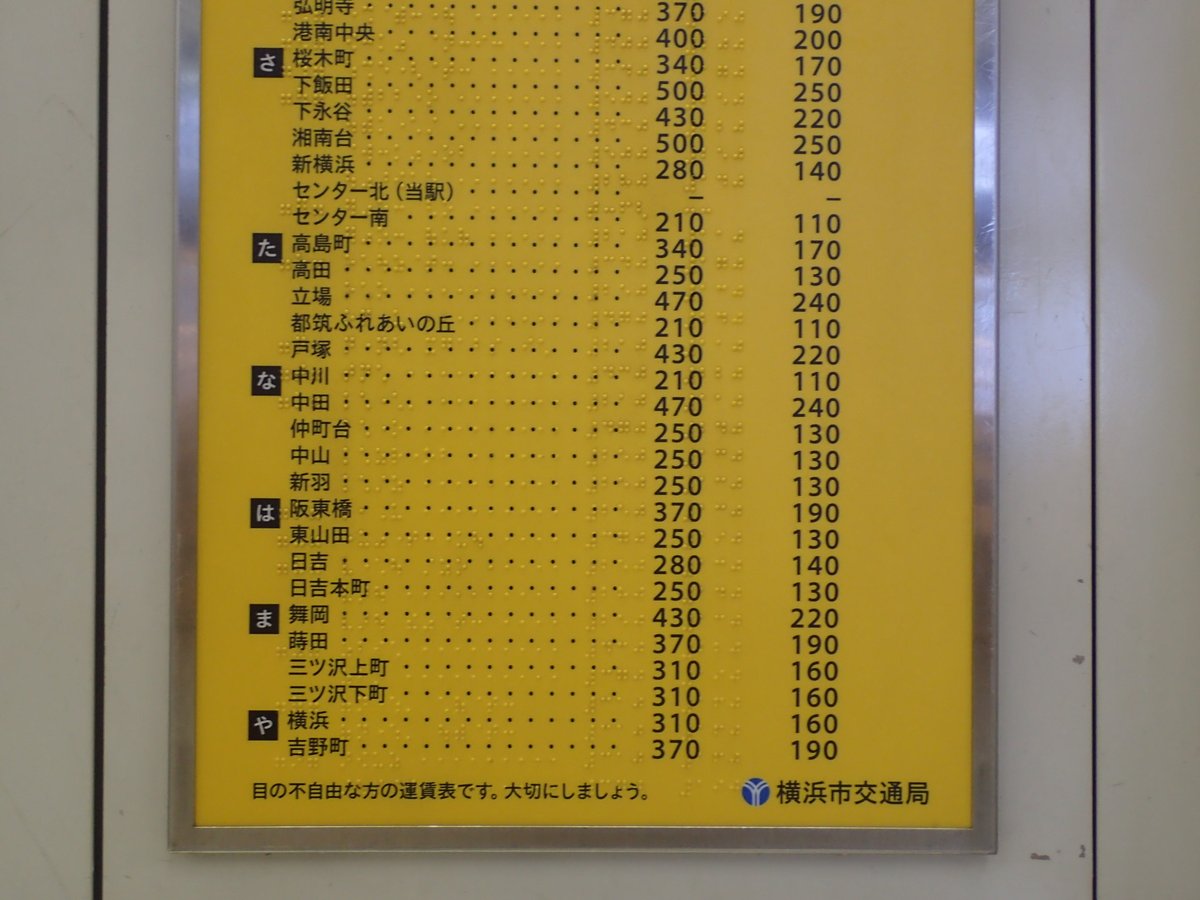 弘明寺・・・・・・・・・・・・・ 370 190
港南中央・・・・・・・・・・・・ 400 200
さ 桜木町・・・・・・・・・・・・・ 340 170
下飯田・・・・・・・・・・・・・ 500 250
下永谷・・・・・・・・・・・・・ 430 220
湘南台・・・・・・・・・・・・・ 500 250
新横浜・・・・・・・・・・・・・ 280 140
センター北（当駅）・・・・・・・・ – –
センター南・・・・・・・・・・・ 210 110
た 高島町・・・・・・・・・・・・・ 340 170
高田・・・・・・・・・・・・・・ 250 130
立場・・・・・・・・・・・・・・ 470 240
都筑ふれあいの丘・・・・・・・・ 210 110
戸塚・・・・・・・・・・・・・・ 430 220
な 中川・・・・・・・・・・・・・・ 210 110
中田・・・・・・・・・・・・・・ 470 240
仲町台・・・・・・・・・・・・・ 250 130
中山・・・・・・・・・・・・・・ 250 130
新羽・・・・・・・・・・・・・・ 250 130
は 阪東橋・・・・・・・・・・・・・ 370 190
東山田・・・・・・・・・・・・・ 250 130
日吉・・・・・・・・・・・・・・ 280 140
日吉本町・・・・・・・・・・・・ 250 130
ま 舞岡・・・・・・・・・・・・・・ 430 220
蒔田・・・・・・・・・・・・・・ 370 190
三ツ沢上町・・・・・・・・・・・ 310 160
三ツ沢下町・・・・・・・・・・・ 310 160
や 横浜・・・・・・・・・・・・・・ 310 160
吉野町・・・・・・・・・・・・・ 370 190
目の不自由な方の運賃表です。大切にしましょう。 横浜市交通局